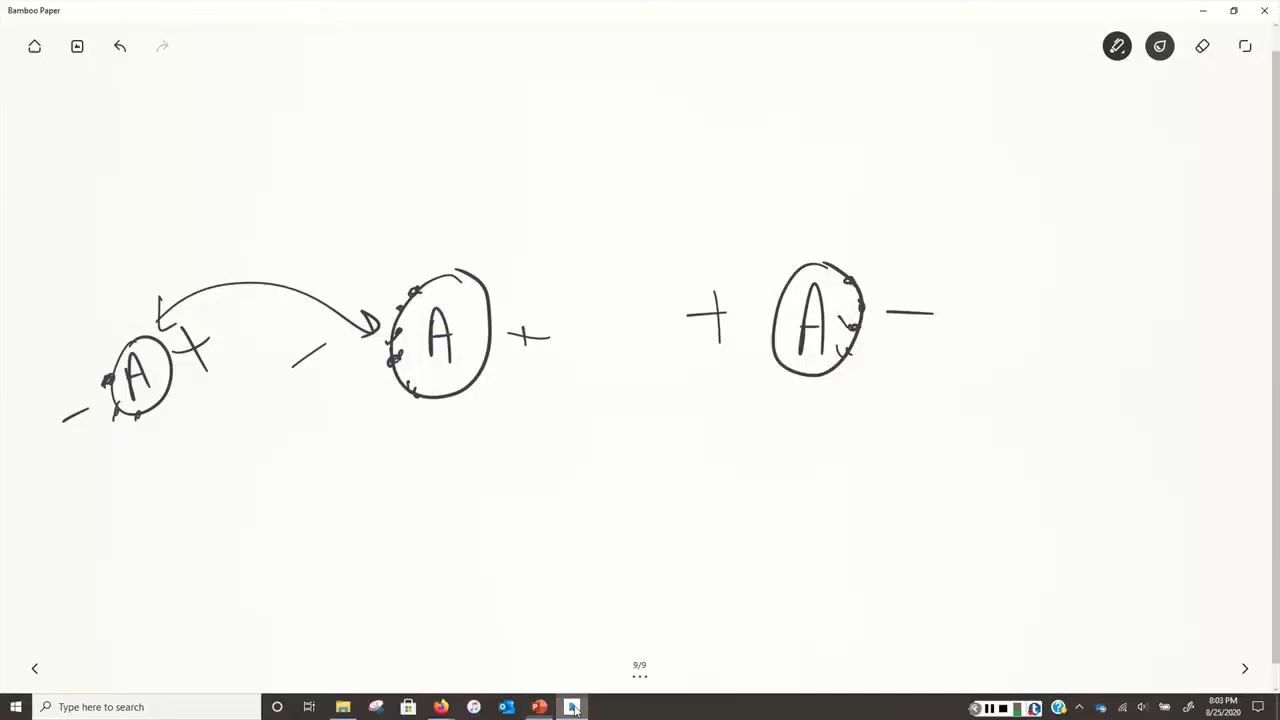 Bamboo Paper
- A + - A + + A -
9/9
Type here to search
8:03 PM
8/25/2020